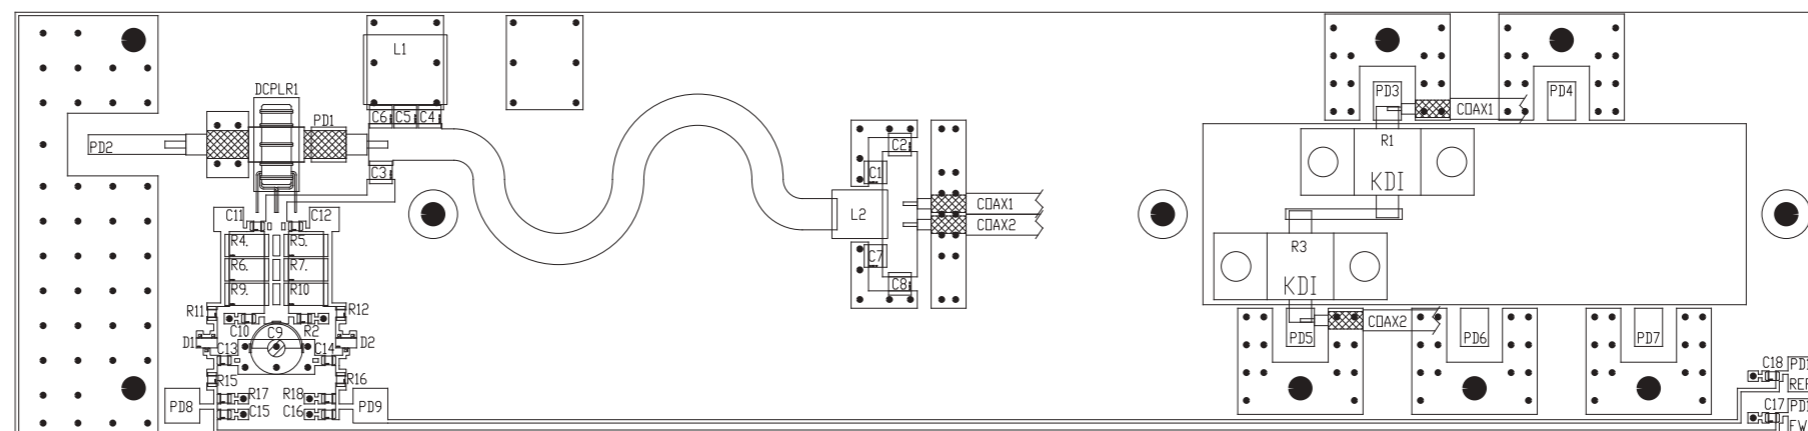 L1
DCPLR1
C6 C5 C4
PD1
PD2
C3
C11
C12
R4.
R5.
R6.
R7.
R9.
R10
R11
R12
C10
C9
R2
D1
D2
C13
C14
R15
R16
R17
R18
PD8
C15
C16
PD9
C2
C1
L2
COAX1
COAX2
C7
C8
PD3
COAX1
PD4
R1
KDI
R3
KDI
COAX2
PD5
PD6
PD7
C18
C17